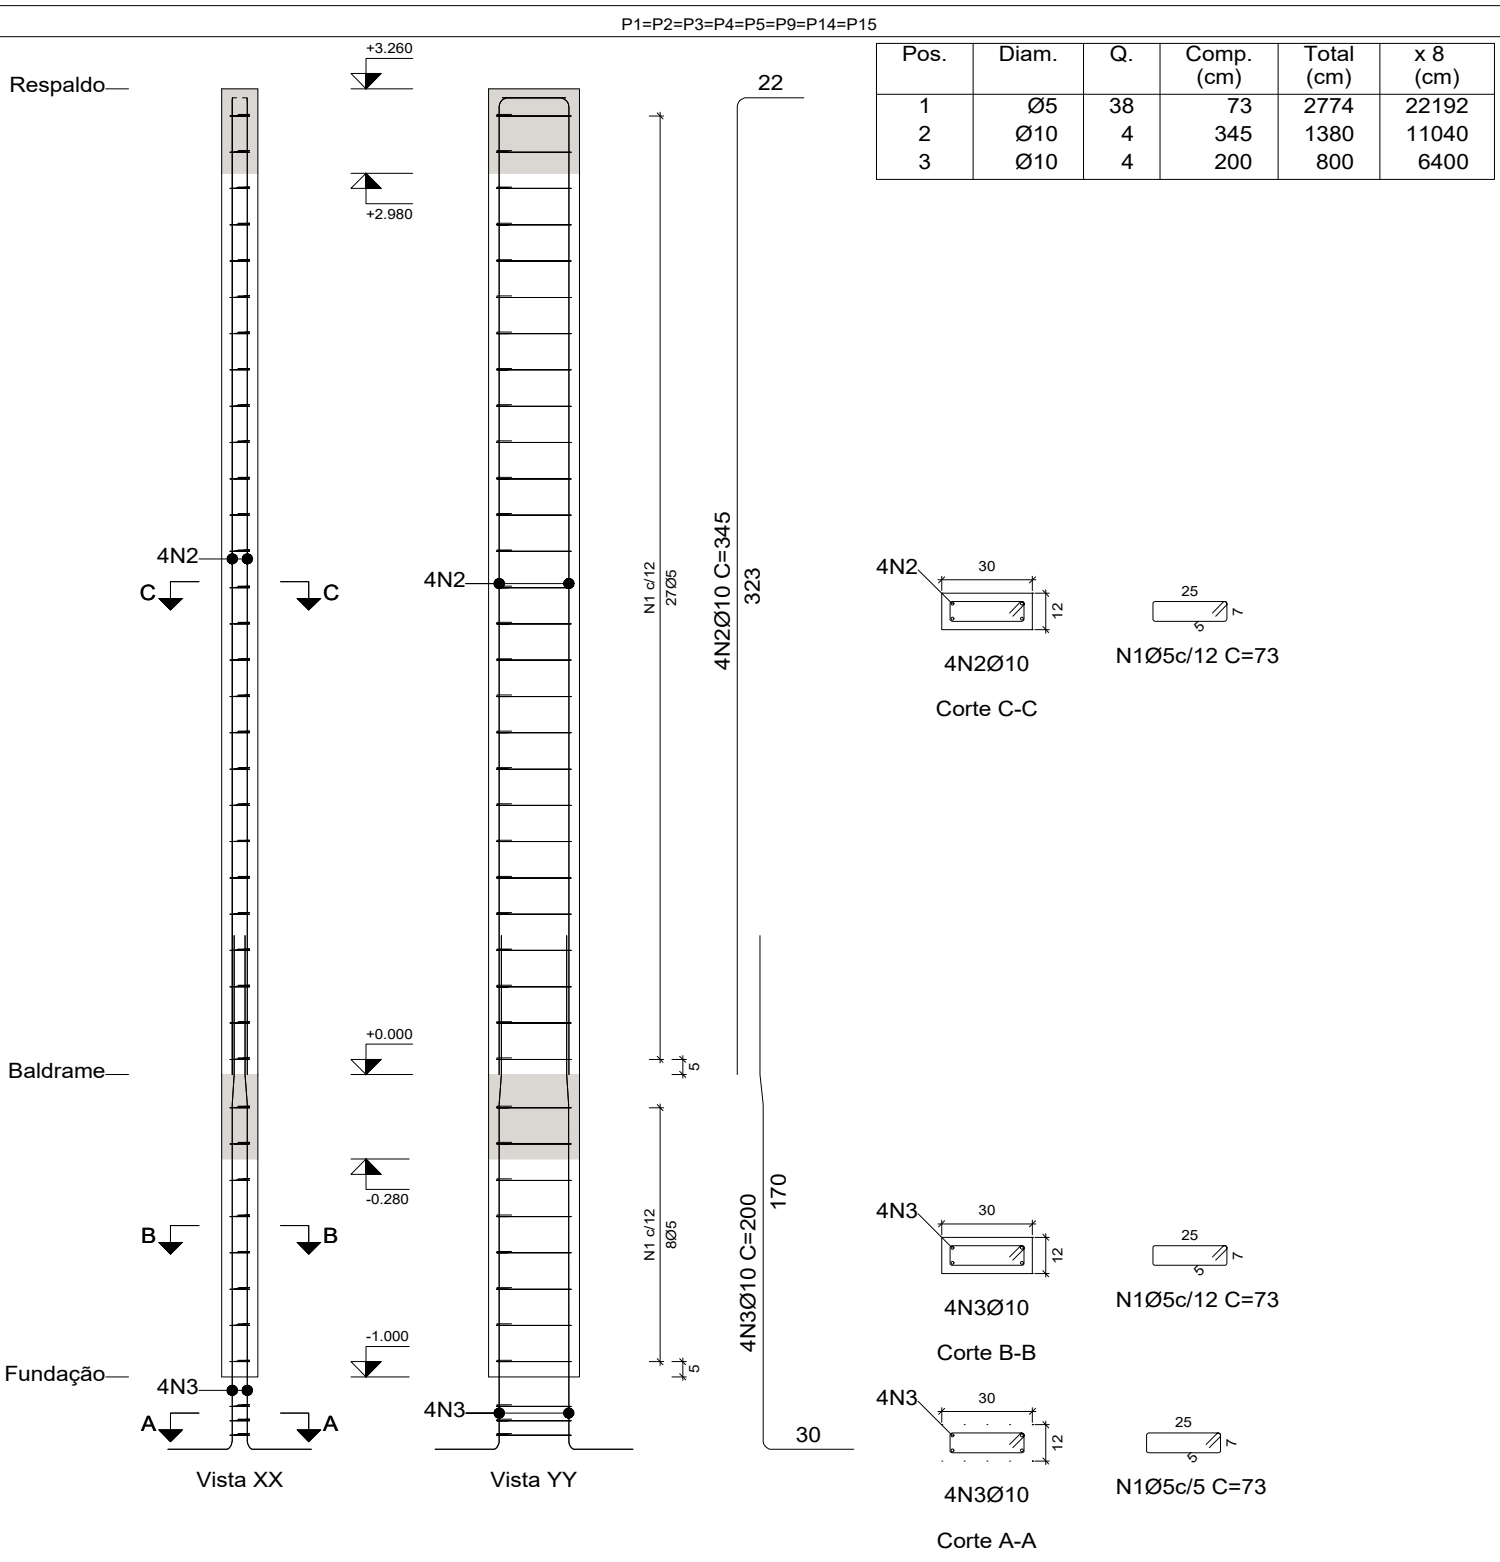 P1=P2=P3=P4=P5=P9=P14=P15
Pos. Diam. Q. Comp. (cm) Total (cm) x 8 (cm)
1 Ø5 38 73 2774 22192
2 Ø10 4 345 1380 11040
3 Ø10 4 200 800 6400
Respaldo
+3.260
+2.980
22
4N2
C C
4N2
N1 c/12
27Ø5
4N2Ø10 C=345
323
4N2
30
12
4N2Ø10
Corte C-C
25
7
5
N1Ø5c/12 C=73
Baldrame
+0.000
5
-0.280
B B
N1 c/12
8Ø5
4N3Ø10 C=200
170
4N3
30
12
4N3Ø10
Corte B-B
25
7
5
N1Ø5c/12 C=73
Fundação
-1.000
5
4N3
A A
4N3
30
4N3
30
12
4N3Ø10
Corte A-A
25
7
5
N1Ø5c/5 C=73
Vista XX
Vista YY